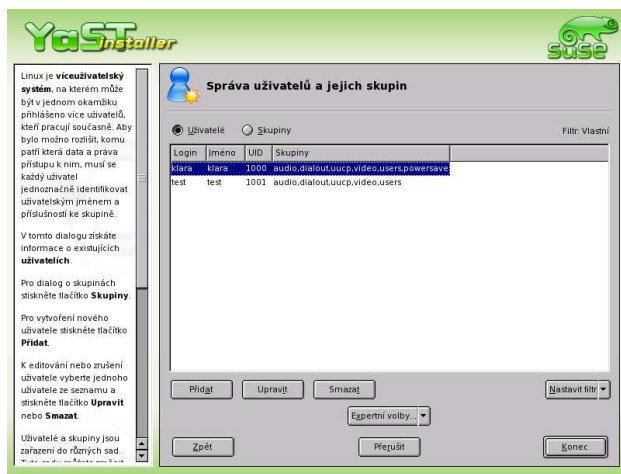 YaST installer
SUSE
Linux je víceuživatelský
systém, na kterém může
být v jednom okamžiku
přihlášeno více uživatelů,
kteří pracují současně. Aby
bylo možno rozlišit, komu
patří která data a práva
přístupu k nim, musí se
každý uživatel
jednoznačně identifikovat
uživatelským jménem a
příslušností ke skupině.
V tomto dialogu získáte
informace o existujících
uživatelích.
Pro dialog o skupinách
stiskněte tlačítko Skupiny.
Pro vytvoření nového
uživatele stiskněte tlačítko
Přidat.
K editování nebo zrušení
uživatele vyberte jednoho
uživatele ze seznamu a
stiskněte tlačítko Upravit
nebo Smazat.
Uživatelé a skupiny jsou
zařazeni do různých sad.
Správa uživatelů a jejich skupin
Uživatelé Skupiny Filtr: Vlastní
Login Jméno UID Skupiny
klara klara 1000 audio,dialout,uucp,video,users,powersave
test test 1001 audio,dialout,uucp,video,users
Přidat Upravit Smazat Nastavit filtr
Expertní volby...
Zpět Přerušit Konec